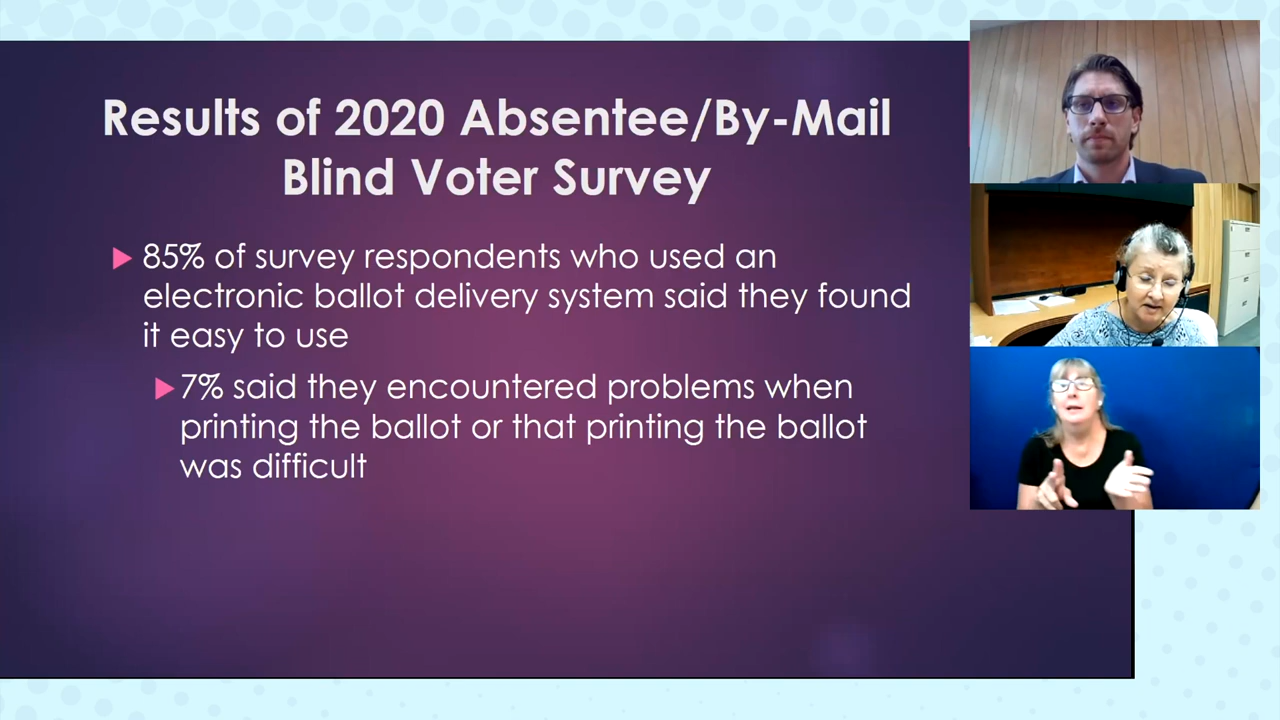 Results of 2020 Absentee/By-Mail
Blind Voter Survey
85% of survey respondents who used an
electronic ballot delivery system said they found
it easy to use
7% said they encountered problems when
printing the ballot or that printing the ballot
was difficult